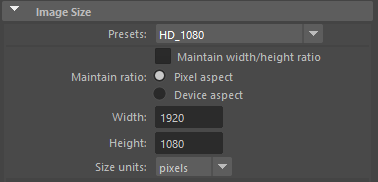 Image Size
Presets: HD_1080
Maintain width/height ratio
Maintain ratio: Pixel aspect
Device aspect
Width: 1920
Height: 1080
Size units: pixels